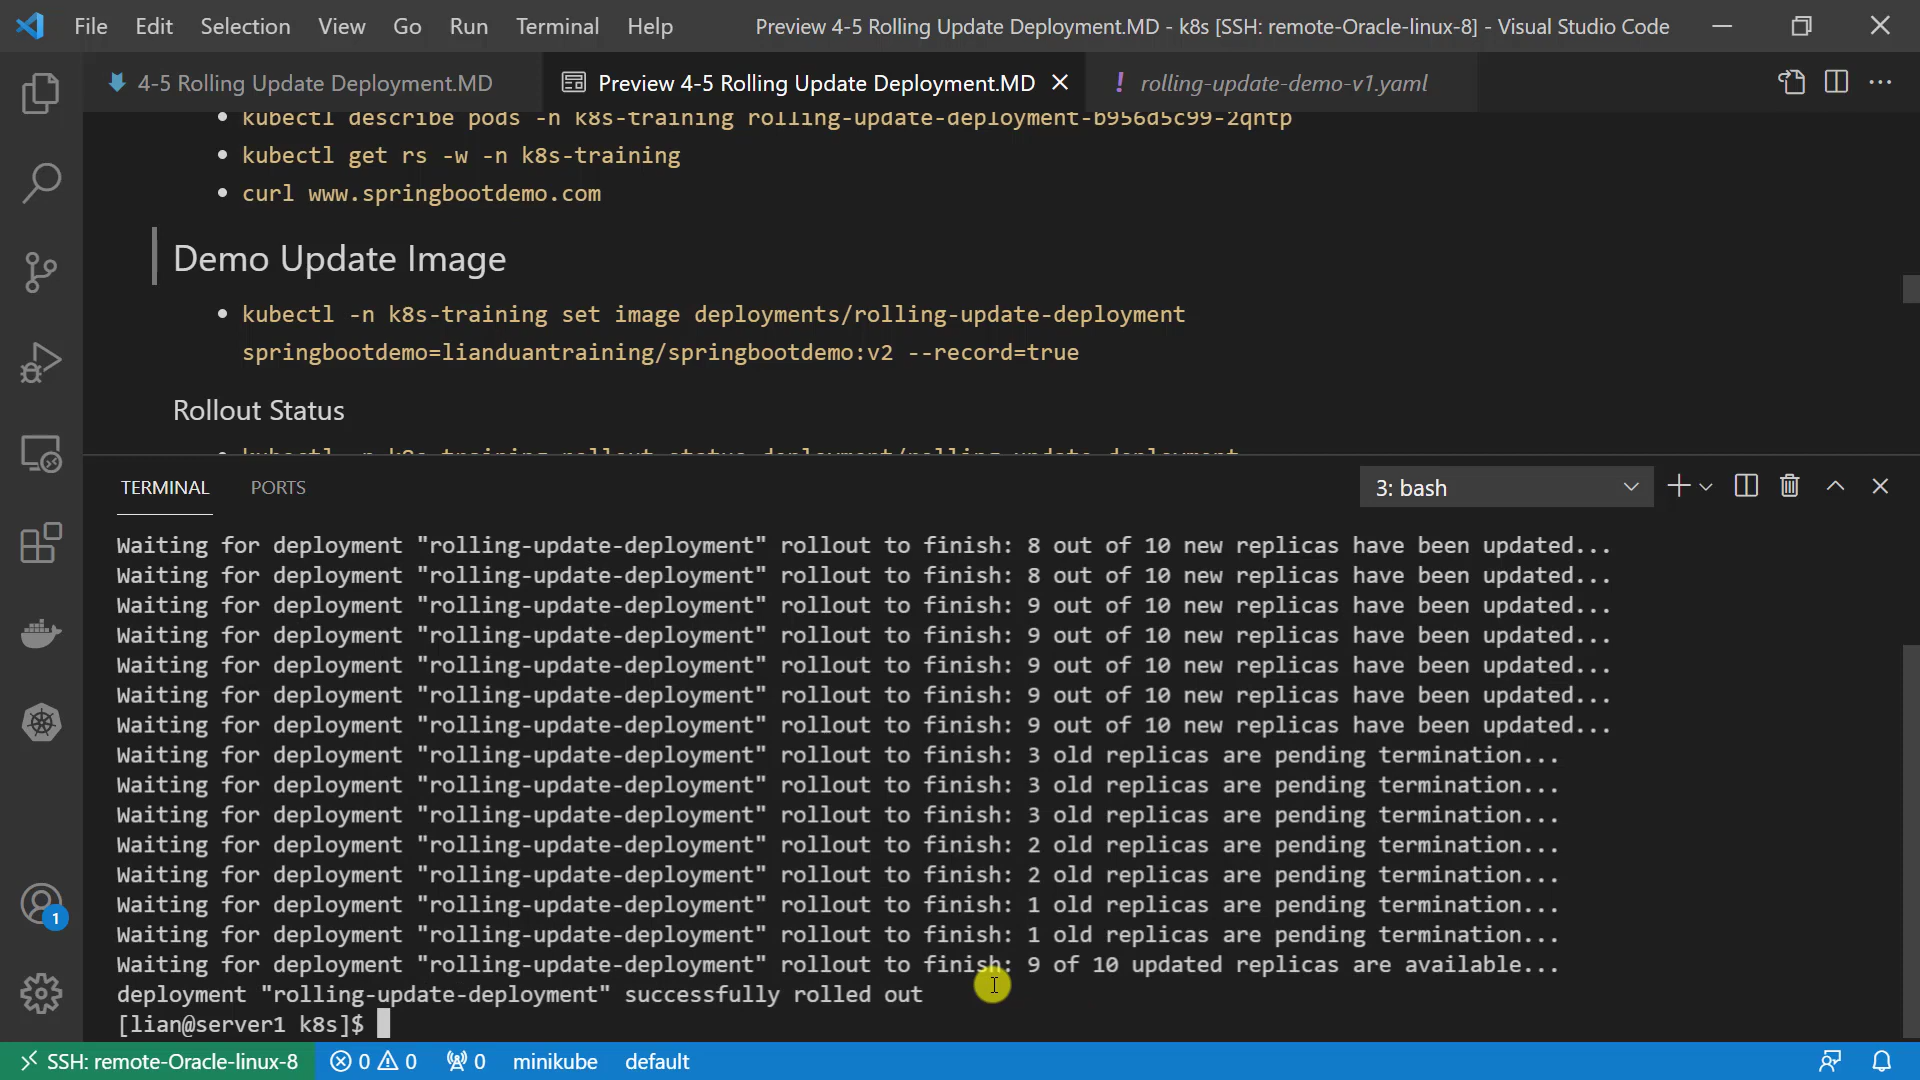 File Edit Selection View Go Run Terminal Help Preview 4-5 Rolling Update Deployment.MD - k8s [SSH: remote-Oracle-linux-8] - Visual Studio Code
4-5 Rolling Update Deployment.MD Preview 4-5 Rolling Update Deployment.MD ! rolling-update-demo-v1.yaml
kubectl describe pods -n k8s-training rolling-update-deployment-b956d5c99-2qntp
kubectl get rs -w -n k8s-training
curl www.springbootdemo.com
Demo Update Image
kubectl -n k8s-training set image deployments/rolling-update-deployment
springbootdemo=lianduantraining/springbootdemo:v2 --record=true
Rollout Status
kubectl -n k8s-training rollout status deployment/rolling-update-deployment
TERMINAL PORTS 3: bash
Waiting for deployment "rolling-update-deployment" rollout to finish: 8 out of 10 new replicas have been updated...
Waiting for deployment "rolling-update-deployment" rollout to finish: 8 out of 10 new replicas have been updated...
Waiting for deployment "rolling-update-deployment" rollout to finish: 9 out of 10 new replicas have been updated...
Waiting for deployment "rolling-update-deployment" rollout to finish: 9 out of 10 new replicas have been updated...
Waiting for deployment "rolling-update-deployment" rollout to finish: 9 out of 10 new replicas have been updated...
Waiting for deployment "rolling-update-deployment" rollout to finish: 9 out of 10 new replicas have been updated...
Waiting for deployment "rolling-update-deployment" rollout to finish: 9 out of 10 new replicas have been updated...
Waiting for deployment "rolling-update-deployment" rollout to finish: 3 old replicas are pending termination...
Waiting for deployment "rolling-update-deployment" rollout to finish: 3 old replicas are pending termination...
Waiting for deployment "rolling-update-deployment" rollout to finish: 3 old replicas are pending termination...
Waiting for deployment "rolling-update-deployment" rollout to finish: 2 old replicas are pending termination...
Waiting for deployment "rolling-update-deployment" rollout to finish: 2 old replicas are pending termination...
Waiting for deployment "rolling-update-deployment" rollout to finish: 1 old replicas are pending termination...
Waiting for deployment "rolling-update-deployment" rollout to finish: 1 old replicas are pending termination...
Waiting for deployment "rolling-update-deployment" rollout to finish: 9 of 10 updated replicas are available...
deployment "rolling-update-deployment" successfully rolled out
[lian@server1 k8s]$
1
SSH: remote-Oracle-linux-8 0 0 0 minikube default